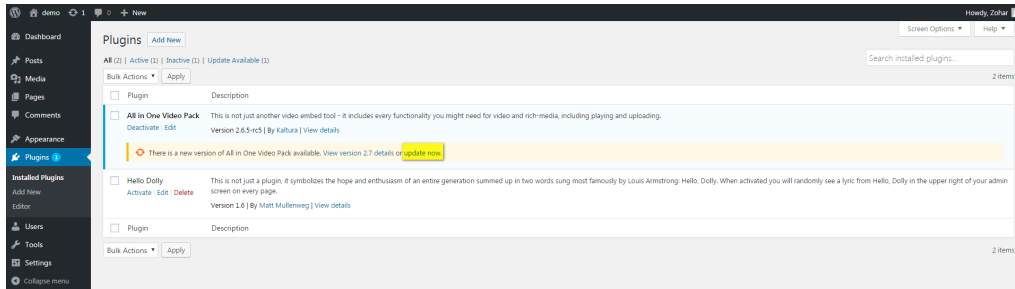 demo 1 0 + New Howdy, Zohar
Dashboard
Posts
Media
Pages
Comments
Appearance
Plugins 1
Installed Plugins
Add New
Editor
Users
Tools
Settings
Collapse menu
Screen Options ▼ Help ▼
Plugins Add New
All (2) | Active (1) | Inactive (1) | Update Available (1)
Search installed plugins...
Bulk Actions ▼ Apply 2 items
Plugin Description
All in One Video Pack This is not just another video embed tool - it includes every functionality you might need for video and rich-media, including playing and uploading.
Deactivate | Edit Version 2.6.5-rc5 | By Kaltura | View details
There is a new version of All in One Video Pack available. View version 2.7 details or update now.
Hello Dolly This is not just a plugin, it symbolizes the hope and enthusiasm of an entire generation summed up in two words sung most famously by Louis Armstrong: Hello, Dolly. When activated you will randomly see a lyric from Hello, Dolly in the upper right of your admin
Activate | Edit | Delete screen on every page.
Version 1.6 | By Matt Mullenweg | View details
Plugin Description
Bulk Actions ▼ Apply 2 items